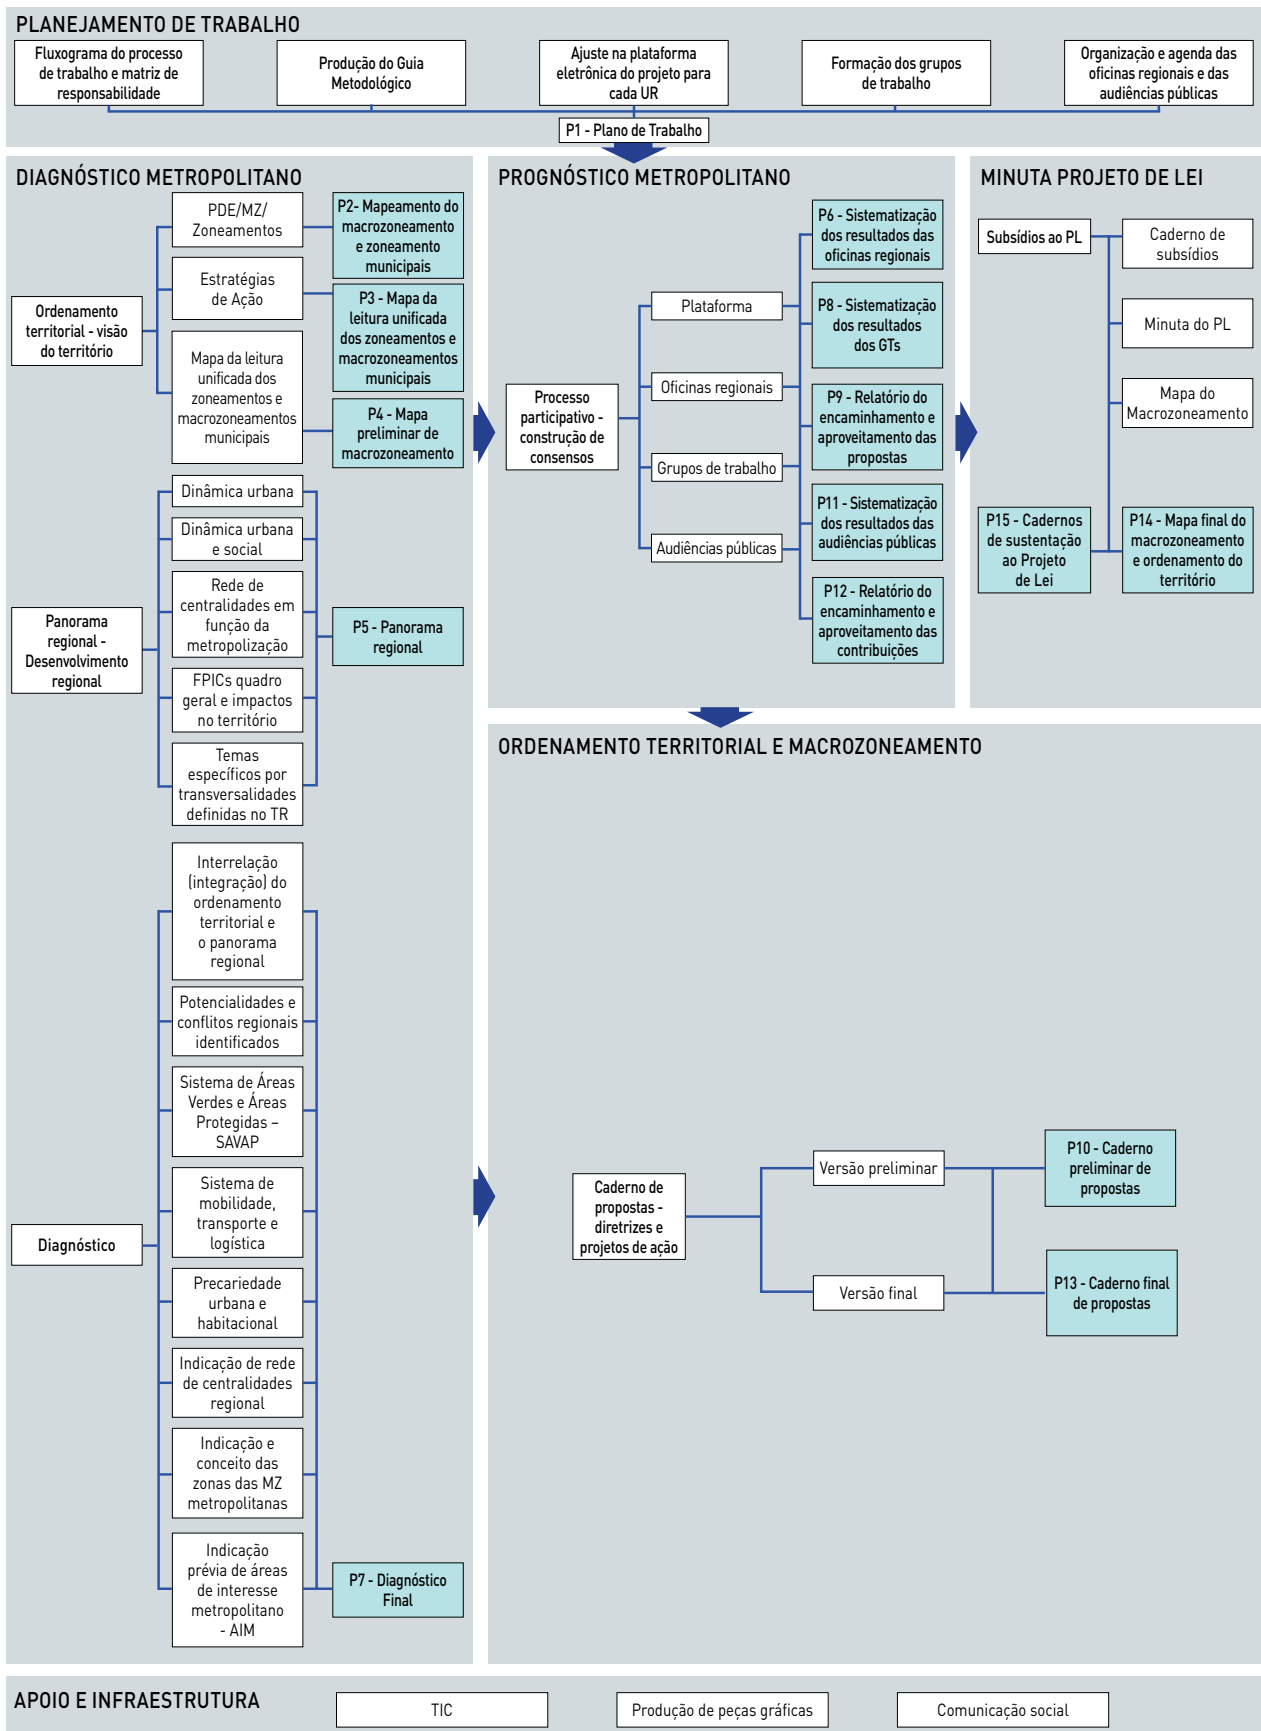 PLANEJAMENTO DE TRABALHO
Fluxograma do processo
de trabalho e matriz de
responsabilidade
Produção do Guia
Metodológico
Ajuste na plataforma
eletrônica do projeto para
cada UR
Formação dos grupos
de trabalho
Organização e agenda das
oficinas regionais e das
audiências públicas
P1 - Plano de Trabalho
DIAGNÓSTICO METROPOLITANO
Ordenamento
territorial - visão
do território
PDE/MZ/
Zoneamentos
Estratégias
de Ação
Mapa da leitura
unificada dos
zoneamentos e
macrozoneamentos
municipais
P2- Mapeamento do
macrozoneamento
e zoneamento
municipais
P3 - Mapa da
leitura unificada
dos zoneamentos e
macrozoneamentos
municipais
P4 - Mapa
preliminar de
macrozoneamento
Panorama
regional -
Desenvolvimento
regional
Dinâmica urbana
Dinâmica urbana
e social
Rede de
centralidades em
função da
metropolização
FPICs quadro
geral e impactos
no território
Temas
específicos por
transversalidades
definidas no TR
P5 - Panorama
regional
Diagnóstico
Interrelação
(integração) do
ordenamento
territorial e
o panorama
regional
Potencialidades e
conflitos regionais
identificados
Sistema de Áreas
Verdes e Áreas
Protegidas –
SAVAP
Sistema de
mobilidade,
transporte e
logística
Precariedade
urbana e
habitacional
Indicação de rede
de centralidades
regional
Indicação e
conceito das
zonas das MZ
metropolitanas
Indicação
prévia de áreas
de interesse
metropolitano
- AIM
P7 - Diagnóstico
Final
PROGNÓSTICO METROPOLITANO
Processo
participativo -
construção de
consensos
Plataforma
Oficinas regionais
Grupos de trabalho
Audiências públicas
P6 - Sistematização
dos resultados das
oficinas regionais
P8 - Sistematização
dos resultados
dos GTs
P9 - Relatório do
encaminhamento e
aproveitamento das
propostas
P11 - Sistematização
dos resultados das
audiências públicas
P12 - Relatório do
encaminhamento e
aproveitamento das
contribuições
MINUTA PROJETO DE LEI
Subsídios ao PL
Caderno de
subsídios
Minuta do PL
Mapa do
Macrozoneamento
P15 - Cadernos
de sustentação
ao Projeto
de Lei
P14 - Mapa final do
macrozoneamento
e ordenamento do
território
ORDENAMENTO TERRITORIAL E MACROZONEAMENTO
Caderno de
propostas -
diretrizes e
projetos de ação
Versão preliminar
Versão final
P10 - Caderno
preliminar de
propostas
P13 - Caderno final
de propostas
APOIO E INFRAESTRUTURA
TIC
Produção de peças gráficas
Comunicação social